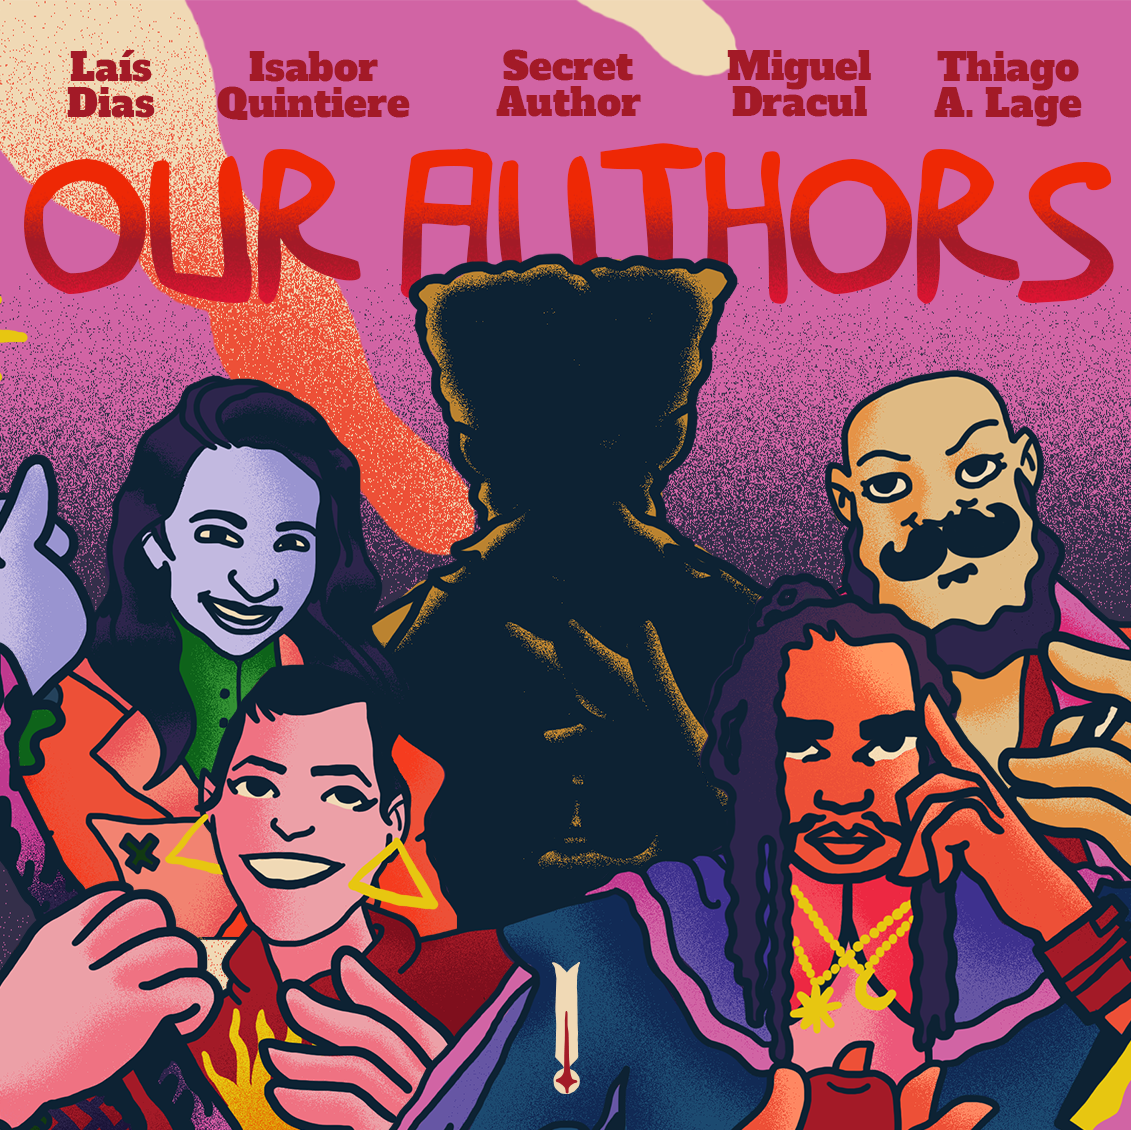 Laís
Dias
Isabor
Quintiere
Secret
Author
Miguel
Dracul
Thiago
A. Lage
OUR AUTHORS